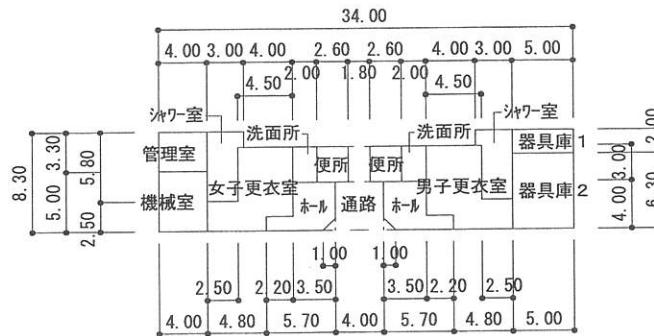 34.00
4.00 3.00 4.00 2.60 2.60 4.00 3.00 5.00
2.00 1.80 2.00
4.50 4.50
シャワー室 シャワー室
洗面所 洗面所
管理室 便所 便所 器具庫1
女子更衣室 男子更衣室
機械室 ホール 通路 ホール 器具庫2
8.30 3.30 5.00 5.80 2.50
2.00 3.00 4.00 6.30
1.00 1.00
2.50 2.20 3.50 3.50 2.20 2.50
4.00 4.80 5.70 4.00 5.70 4.80 5.00